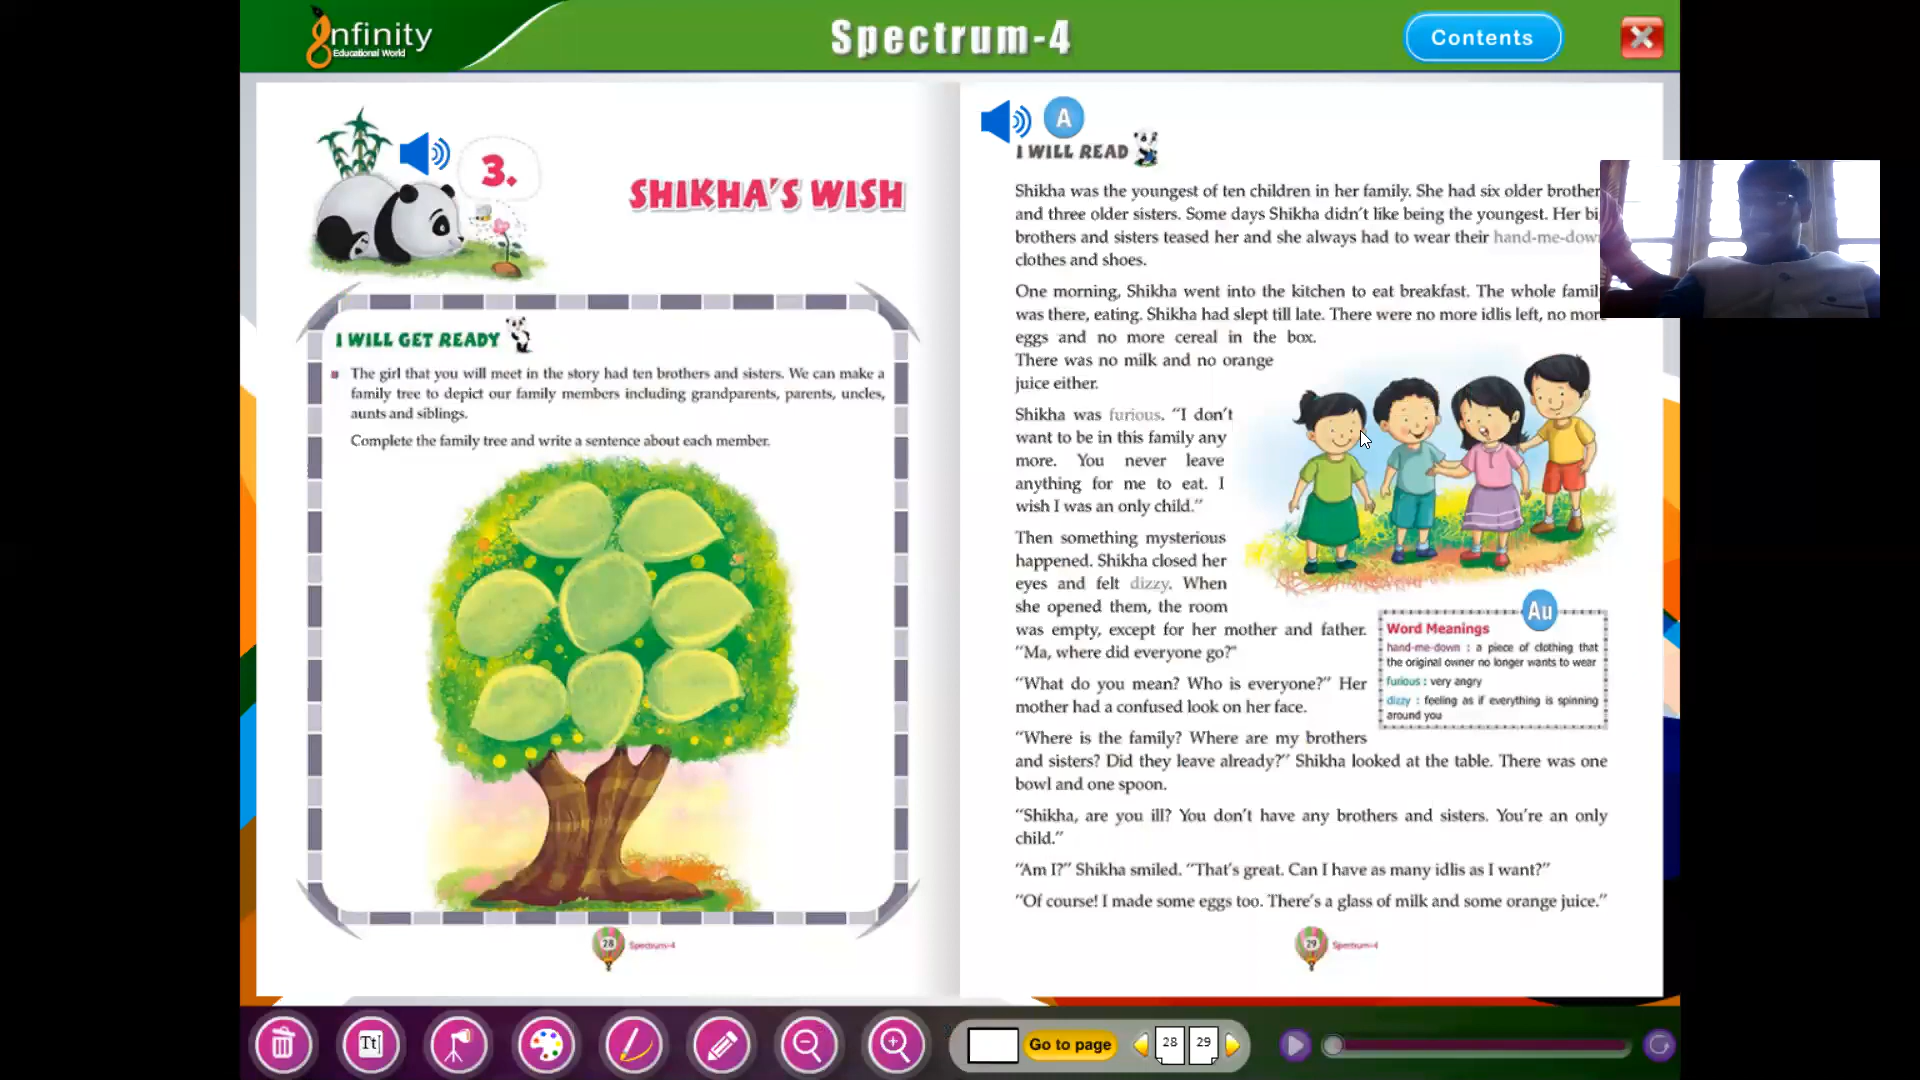 Infinity
Educational World
Spectrum-4
Contents
3.
SHIKHA'S WISH
I WILL GET READY
The girl that you will meet in the story had ten brothers and sisters. We can make a
family tree to depict our family members including grandparents, parents, uncles,
aunts and siblings.
Complete the family tree and write a sentence about each member.
28
Spectrum-4
A
I WILL READ
Shikha was the youngest of ten children in her family. She had six older
and three older sisters. Some days Shikha didn't like being the youngest. Her
brothers and sisters teased her and she always had to wear their
clothes and shoes.
One morning, Shikha went into the kitchen to eat breakfast. The whole
was there, eating. Shikha had slept till late. There were no more idlis left, no more
eggs and no more cereal in the box.
There was no milk and no orange
juice either.
Shikha was furious. "I don't
want to be in this family any
more. You never leave
anything for me to eat. I
wish I was an only child."
Then something mysterious
happened. Shikha closed her
eyes and felt dizzy. When
she opened them, the room
was empty, except for her mother and father.
"Ma, where did everyone go?"
"What do you mean? Who is everyone?" Her
mother had a confused look on her face.
"Where is the family? Where are my brothers
and sisters? Did they leave already?" Shikha looked at the table. There was one
bowl and one spoon.
"Shikha, are you ill? You don't have any brothers and sisters. You're an only
child."
"Am I?" Shikha smiled. "That's great. Can I have as many idlis as I want?"
"Of course! I made some eggs too. There's a glass of milk and some orange juice."
Au
Word Meanings
hand-me-down : a piece of clothing that
the original owner no longer wants to wear
furious : very angry
dizzy : feeling as if everything is spinning
around you
29
Spectrum-4
Tt
Go to page
28
29